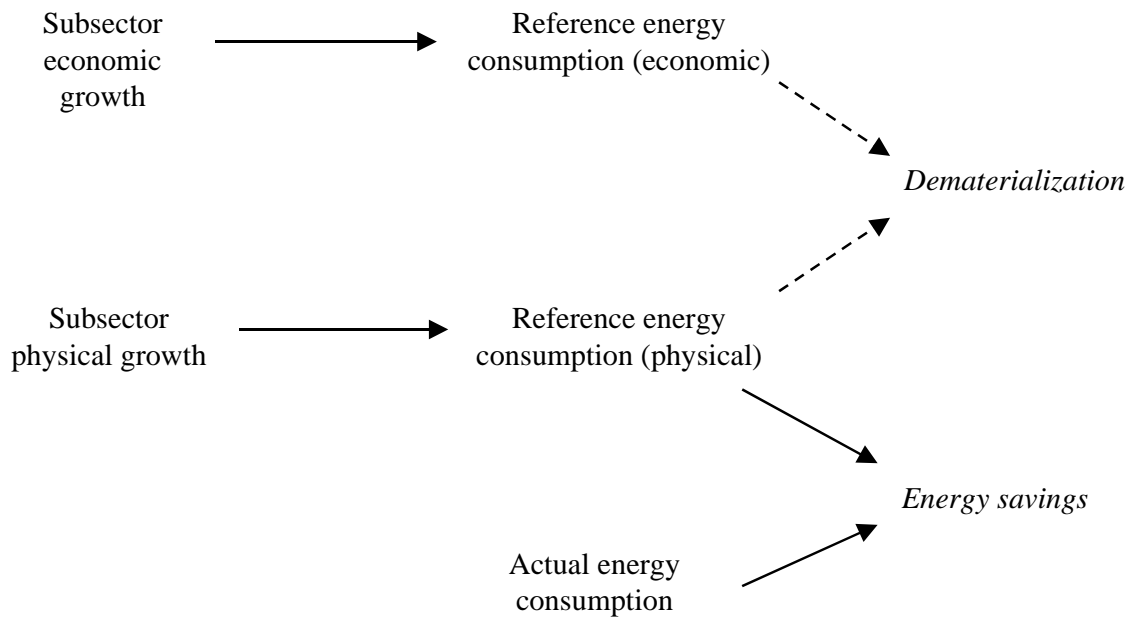 Subsector
economic
growth
Reference energy
consumption (economic)
Dematerialization
Subsector
physical growth
Reference energy
consumption (physical)
Energy savings
Actual energy
consumption